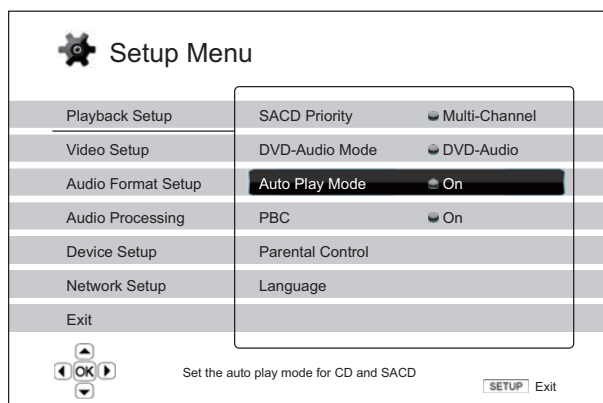 Setup Menu
Playback Setup SACD Priority Multi-Channel
Video Setup DVD-Audio Mode DVD-Audio
Audio Format Setup Auto Play Mode On
Audio Processing PBC On
Device Setup Parental Control
Network Setup Language
Exit
OK Set the auto play mode for CD and SACD
SETUP Exit